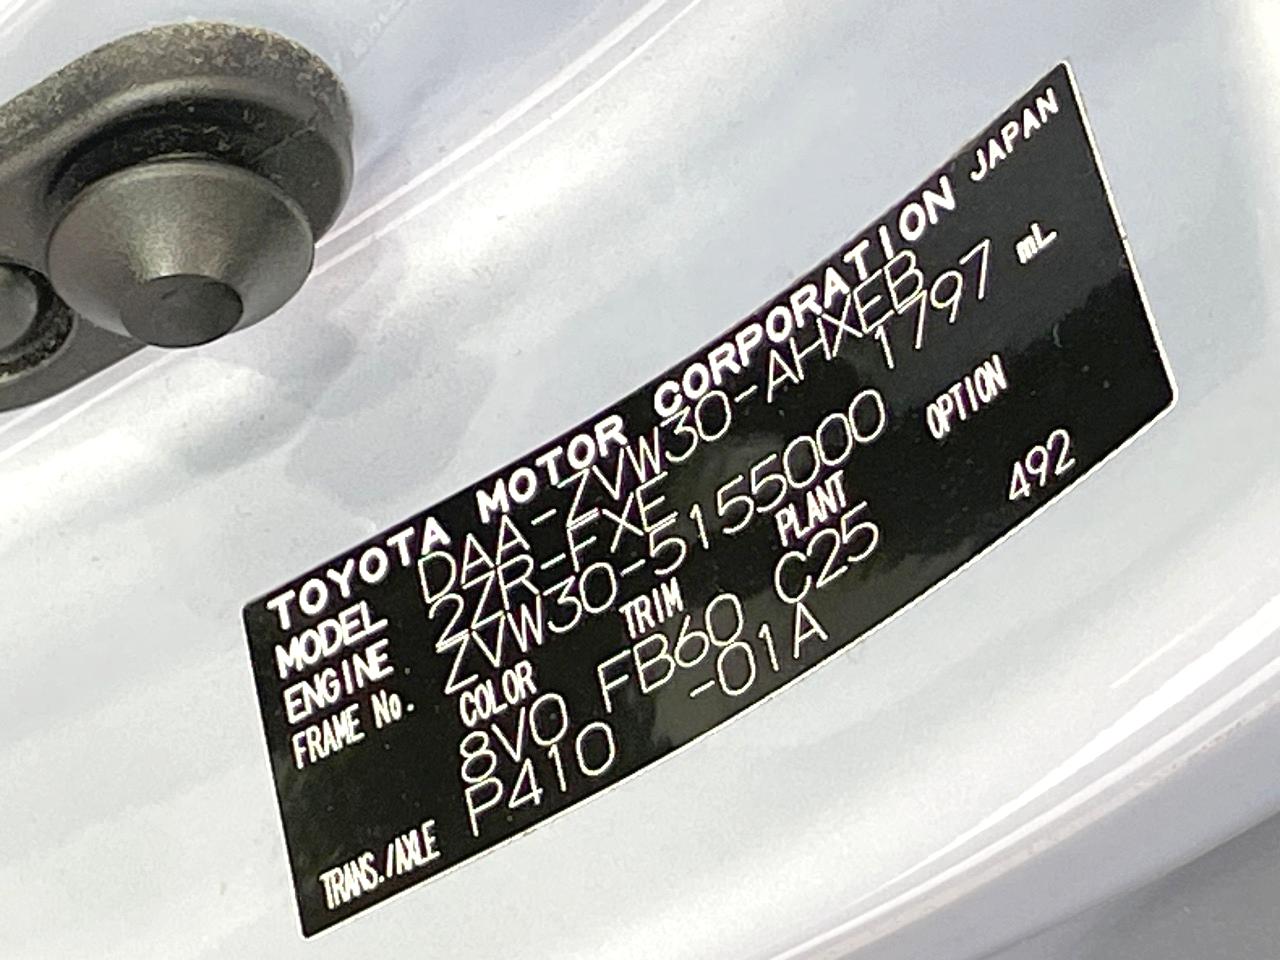 TOYOTA MOTOR CORPORATION JAPAN
MODEL DAA-ZVW30-AHXEB
ENGINE 2ZR-FXE 1797 mL
FRAME No. ZVW30-5155000
COLOR TRIM PLANT OPTION
8V0 FB60 C25 492
TRANS./AXLE P410 -01A